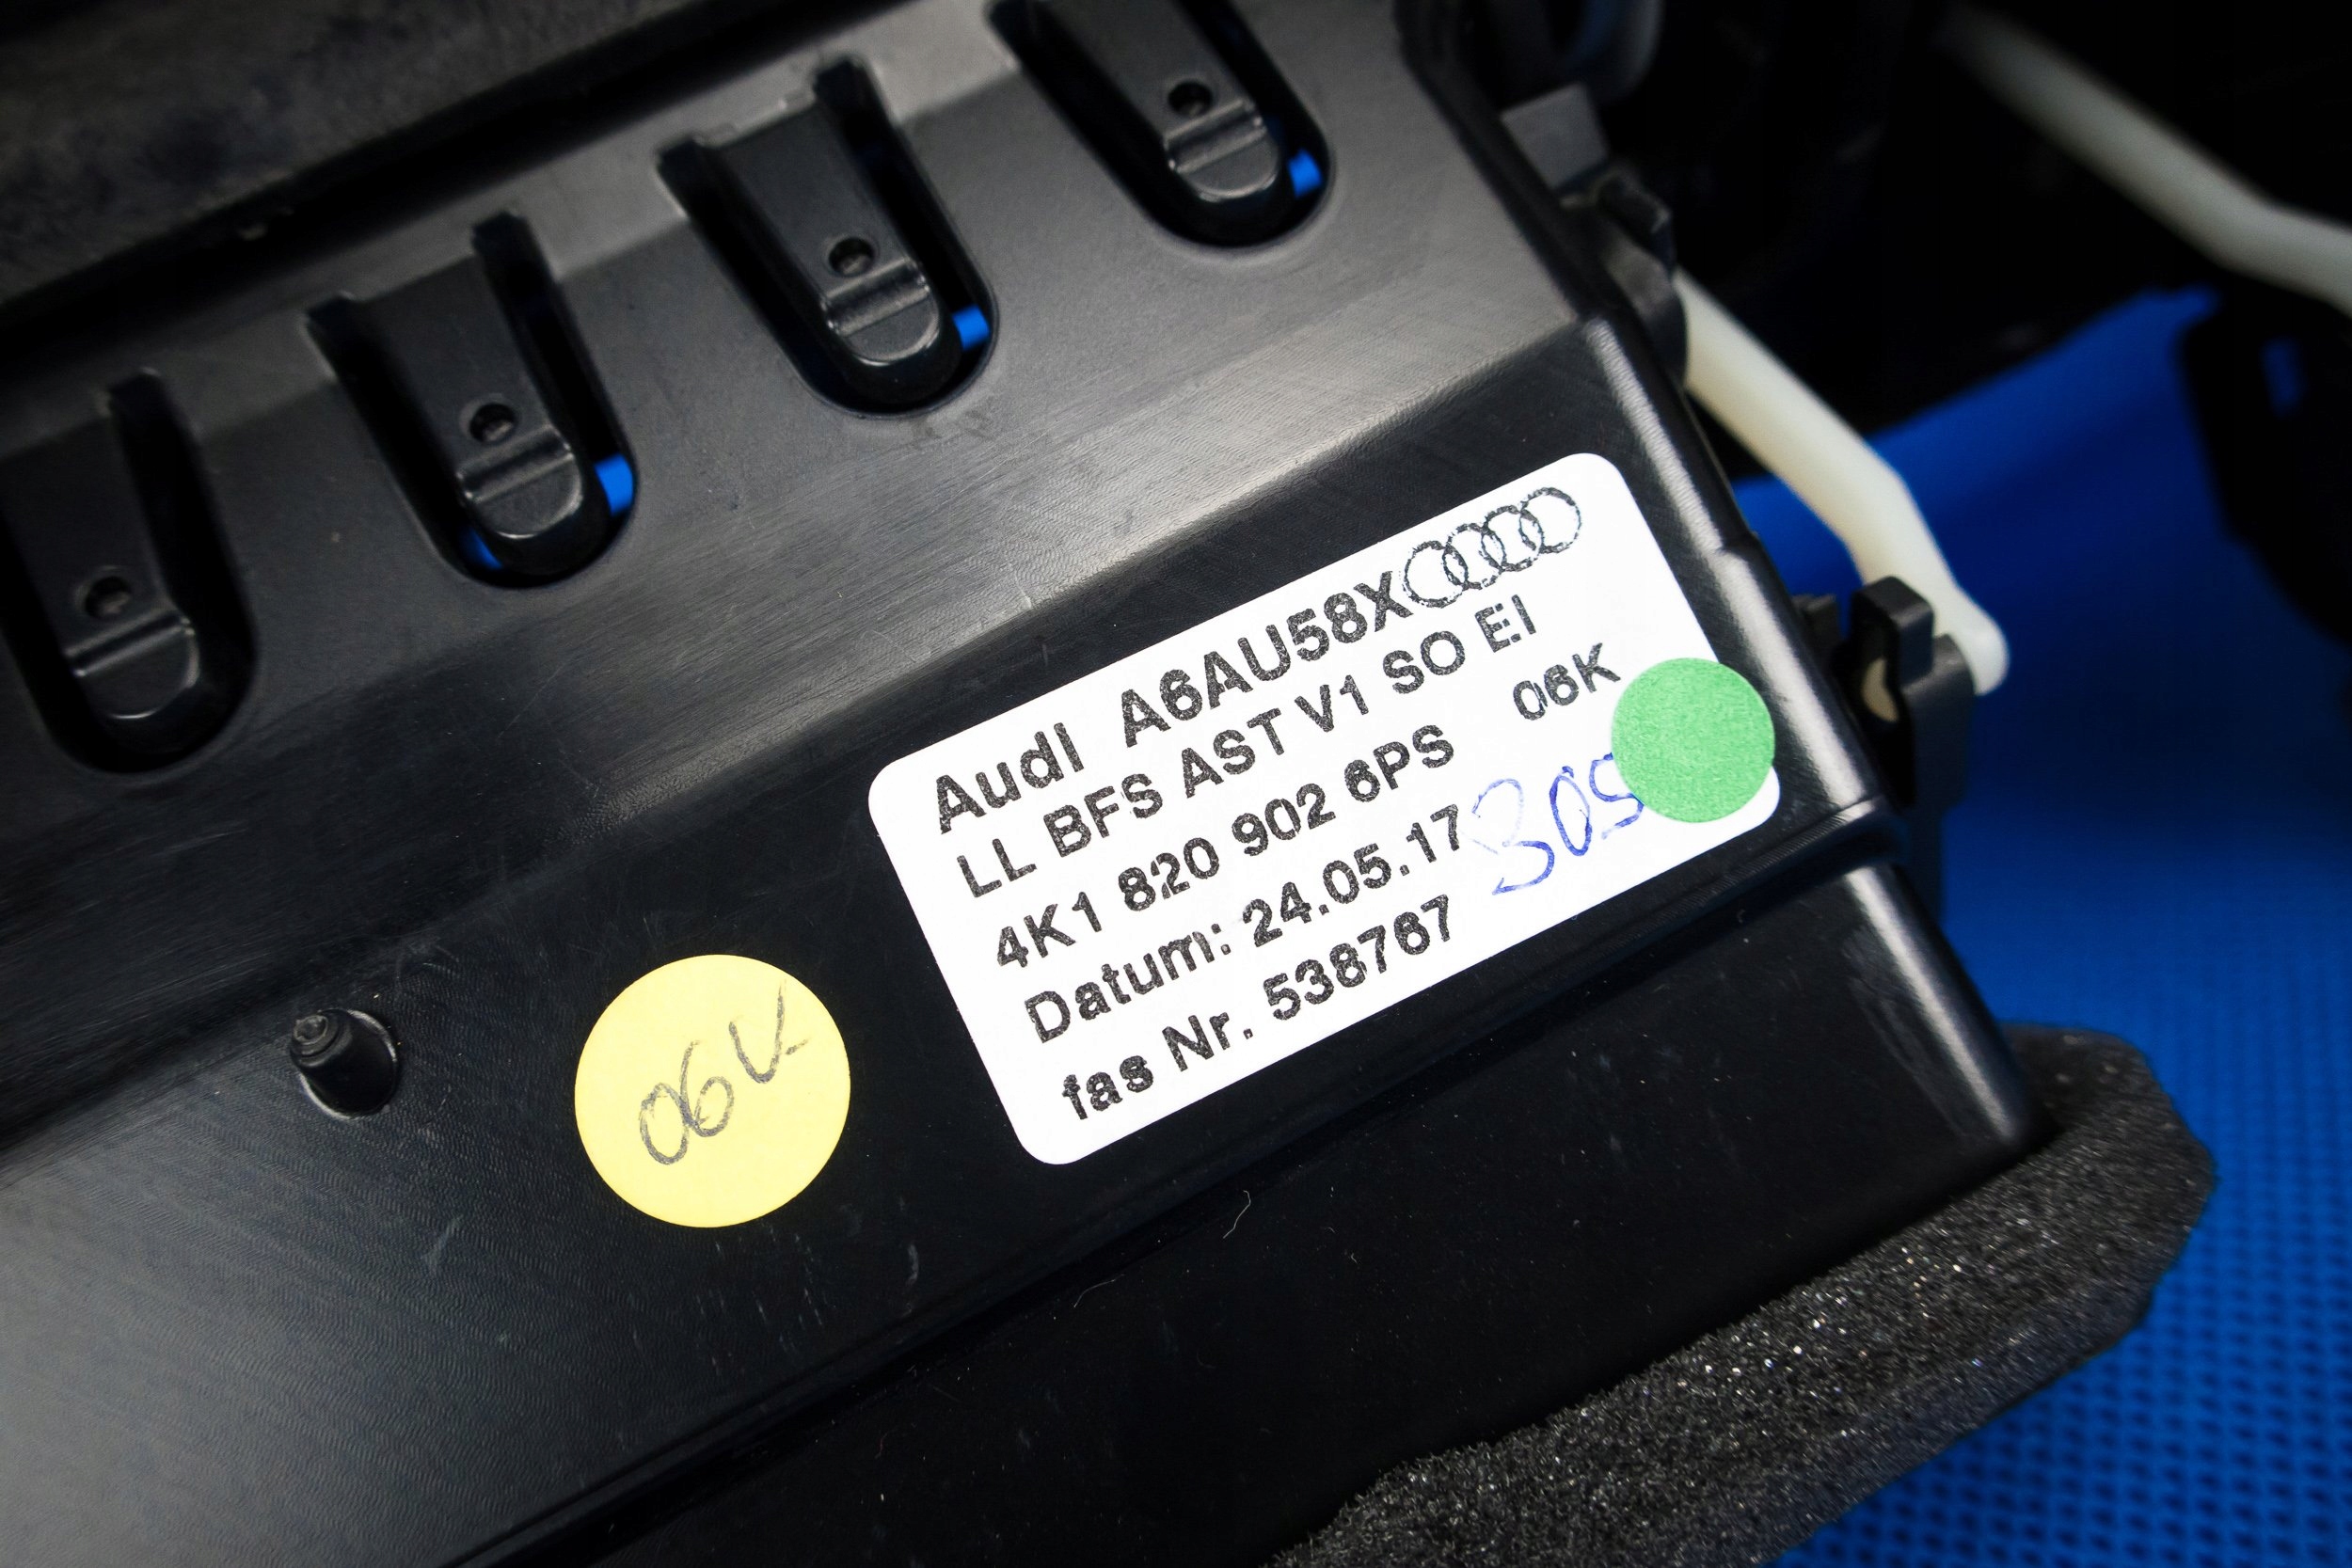 Audi A6AU58X
LL BFS AST V1 SO EI
4K1 820 902 6PS 06K
Datum: 24.05.17 305
fas Nr. 538767
06K